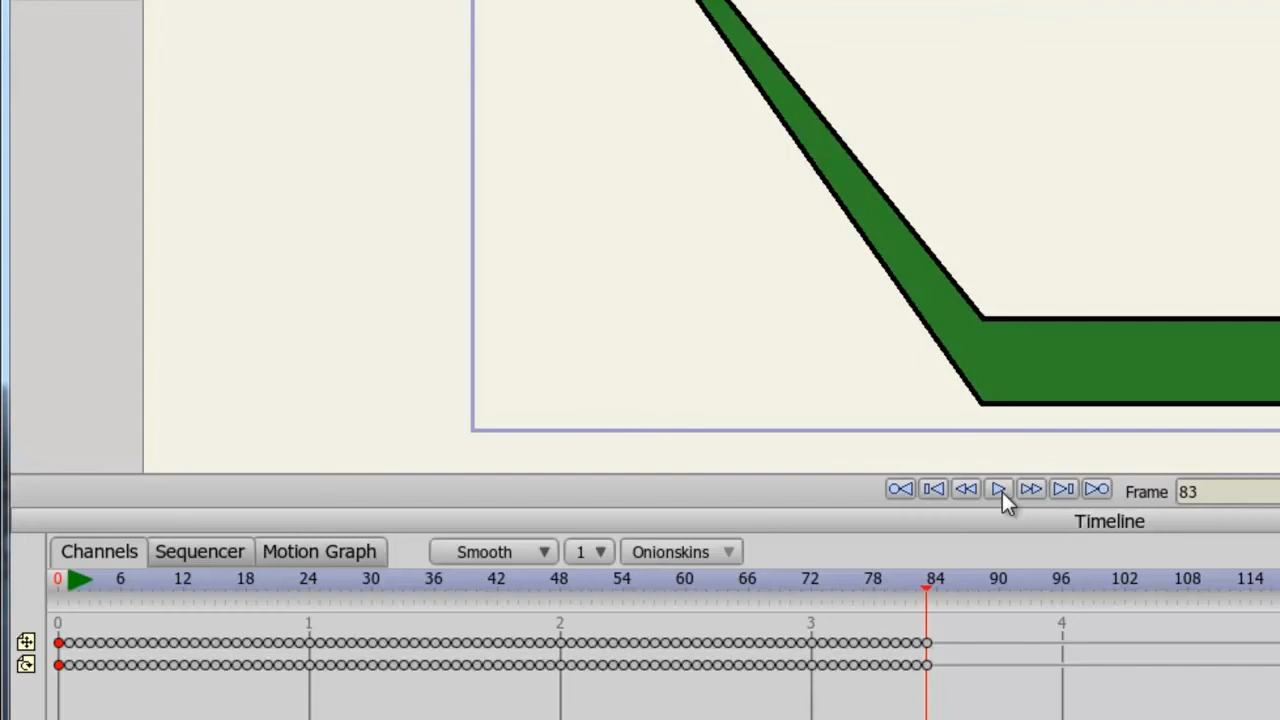 Frame 83
Timeline
Channels Sequencer Motion Graph Smooth 1 Onionskins
0 6 12 18 24 30 36 42 48 54 60 66 72 78 84 90 96 102 108 114
0 1 2 3 4